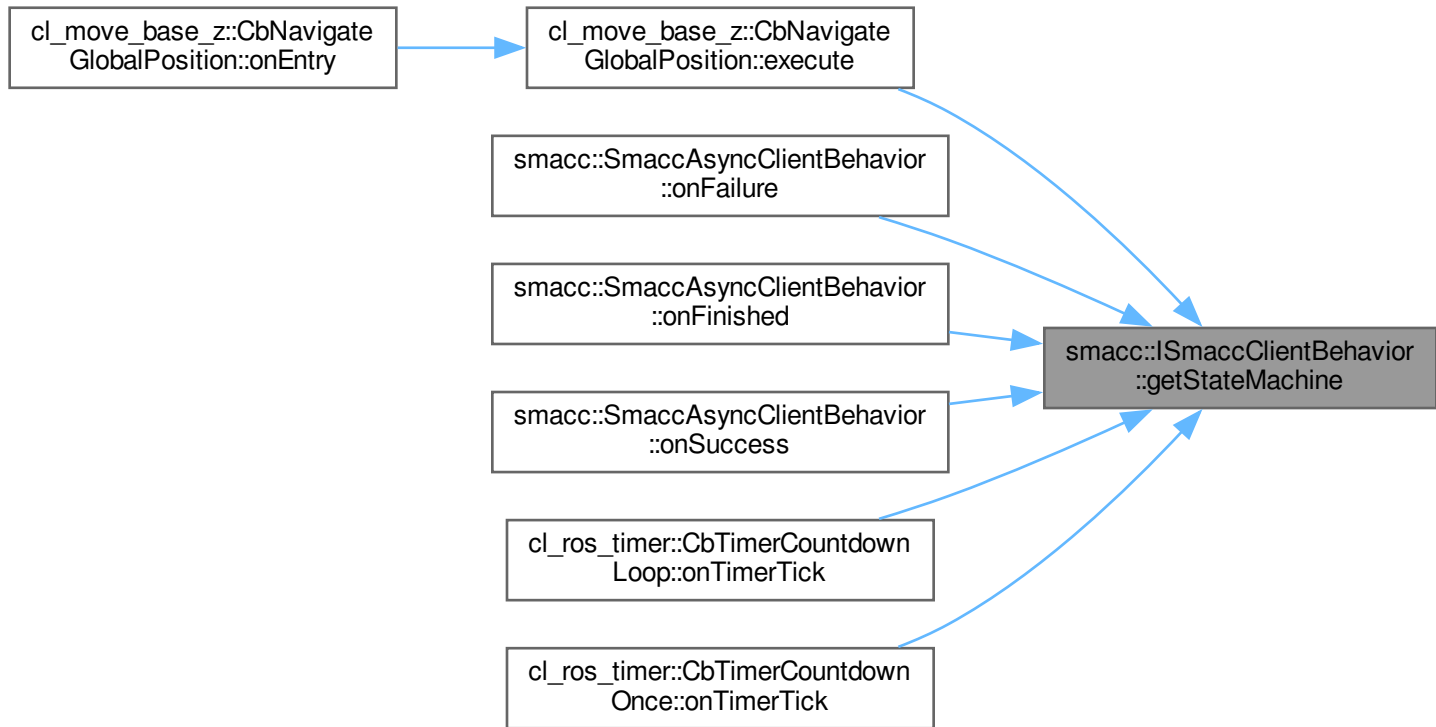 cl_move_base_z::CbNavigate
GlobalPosition::onEntry
cl_move_base_z::CbNavigate
GlobalPosition::execute
smacc::SmaccAsyncClientBehavior
::onFailure
smacc::SmaccAsyncClientBehavior
::onFinished
smacc::SmaccAsyncClientBehavior
::onSuccess
cl_ros_timer::CbTimerCountdown
Loop::onTimerTick
cl_ros_timer::CbTimerCountdown
Once::onTimerTick
smacc::ISmaccClientBehavior
::getStateMachine